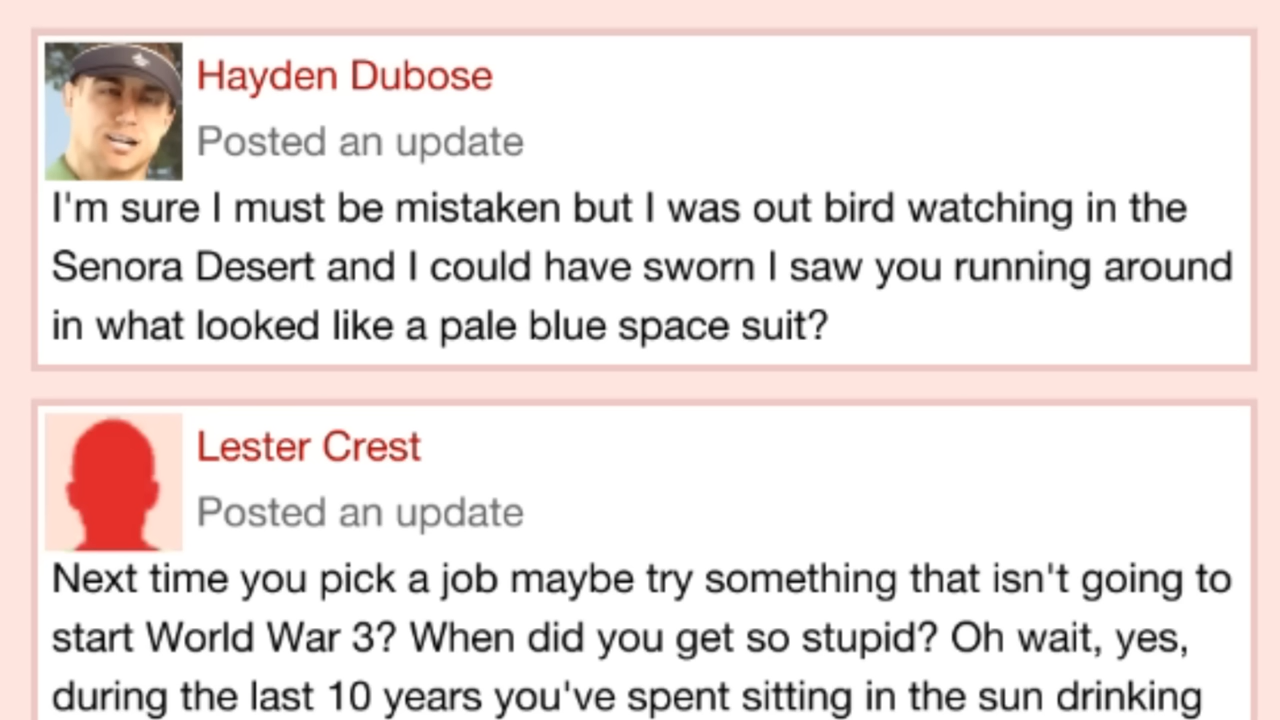 Hayden Dubose
Posted an update
I'm sure I must be mistaken but I was out bird watching in the
Senora Desert and I could have sworn I saw you running around
in what looked like a pale blue space suit?
Lester Crest
Posted an update
Next time you pick a job maybe try something that isn't going to
start World War 3? When did you get so stupid? Oh wait, yes,
during the last 10 years you've spent sitting in the sun drinking